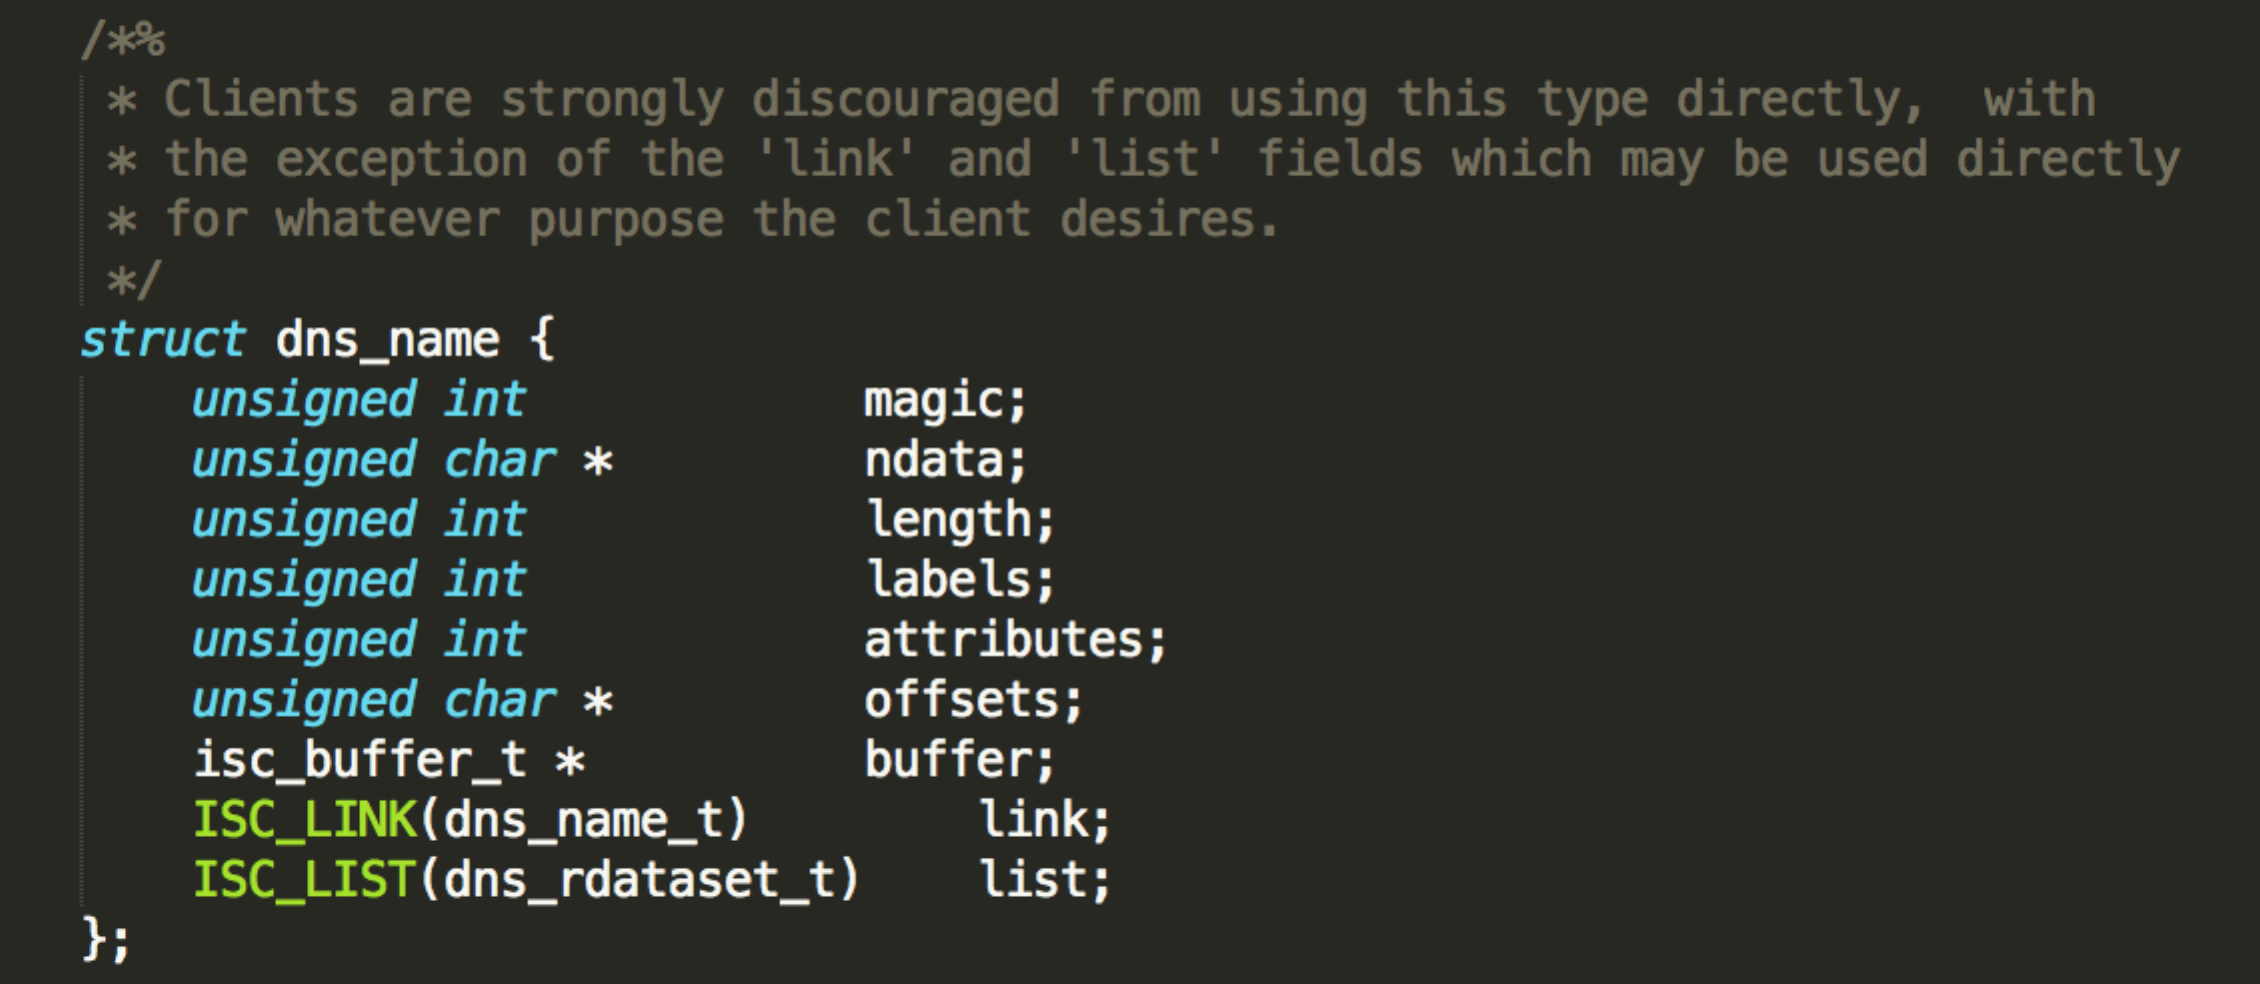 /*%
 * Clients are strongly discouraged from using this type directly,  with
 * the exception of the 'link' and 'list' fields which may be used directly
 * for whatever purpose the client desires.
 */
struct dns_name {
    unsigned int            magic;
    unsigned char *         ndata;
    unsigned int            length;
    unsigned int            labels;
    unsigned int            attributes;
    unsigned char *         offsets;
    isc_buffer_t *          buffer;
    ISC_LINK(dns_name_t)        link;
    ISC_LIST(dns_rdataset_t)    list;
};